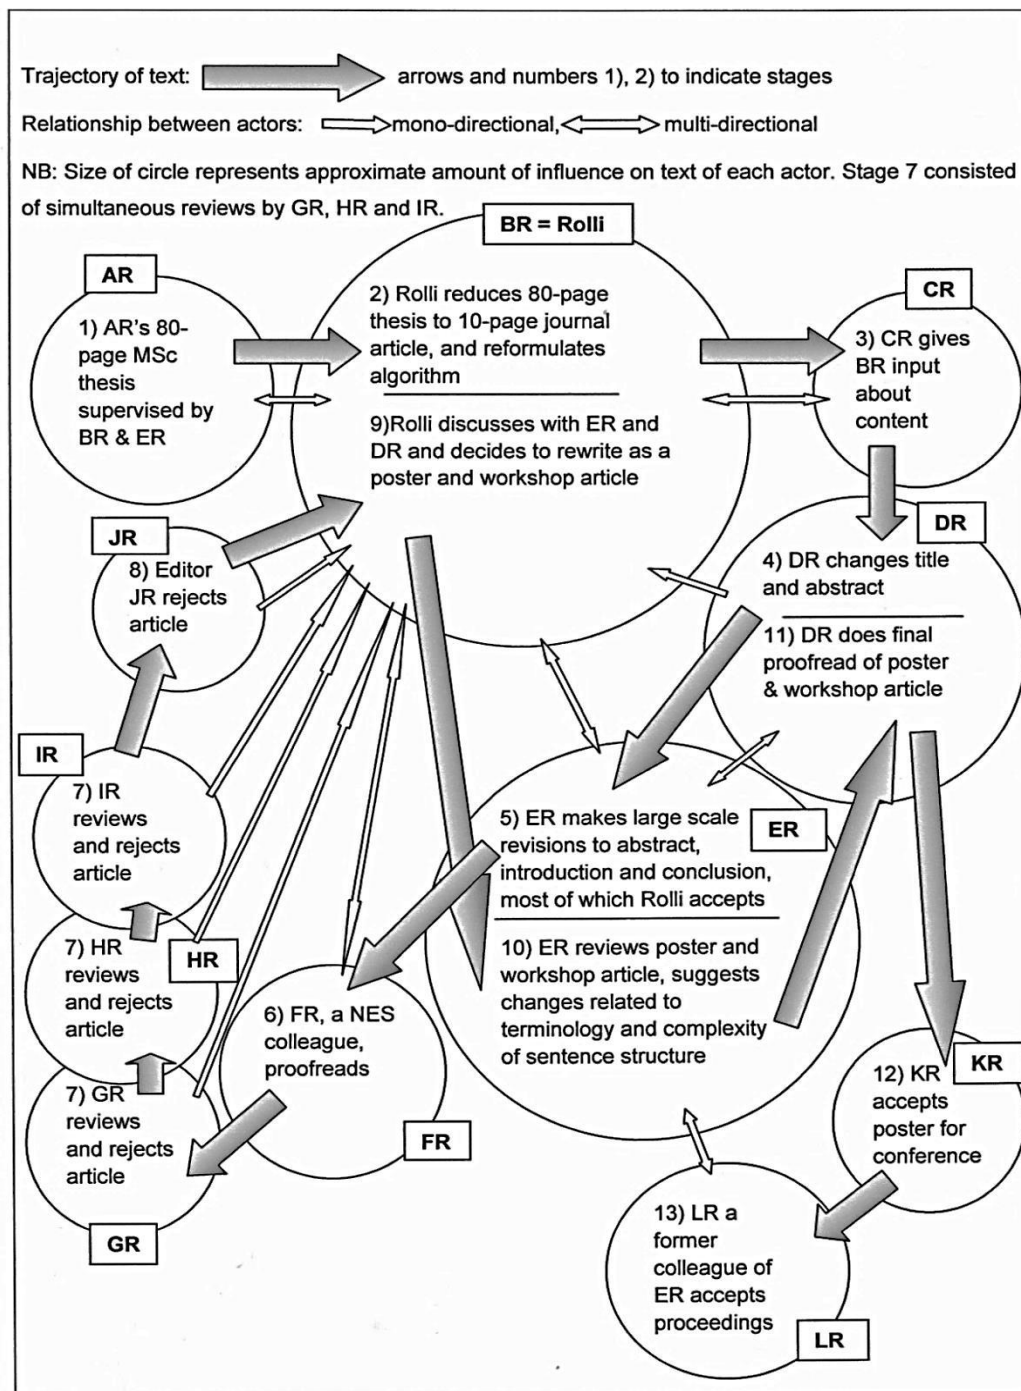 Trajectory of text: arrows and numbers 1), 2) to indicate stages
Relationship between actors: mono-directional, multi-directional
NB: Size of circle represents approximate amount of influence on text of each actor. Stage 7 consisted
of simultaneous reviews by GR, HR and IR.
BR = Rolli
AR
1) AR's 80-
page MSc
thesis
supervised by
BR & ER
2) Rolli reduces 80-page
thesis to 10-page journal
article, and reformulates
algorithm
9)Rolli discusses with ER and
DR and decides to rewrite as a
poster and workshop article
CR
3) CR gives
BR input
about
content
DR
4) DR changes title
and abstract
11) DR does final
proofread of poster
& workshop article
JR
8) Editor
JR rejects
article
IR
7) IR
reviews
and rejects
article
ER
5) ER makes large scale
revisions to abstract,
introduction and conclusion,
most of which Rolli accepts
10) ER reviews poster and
workshop article, suggests
changes related to
terminology and complexity
of sentence structure
HR
7) HR
reviews
and rejects
article
6) FR, a NES
colleague,
proofreads
FR
7) GR
reviews
and rejects
article
GR
KR
12) KR
accepts
poster for
conference
13) LR a
former
colleague of
ER accepts
proceedings
LR